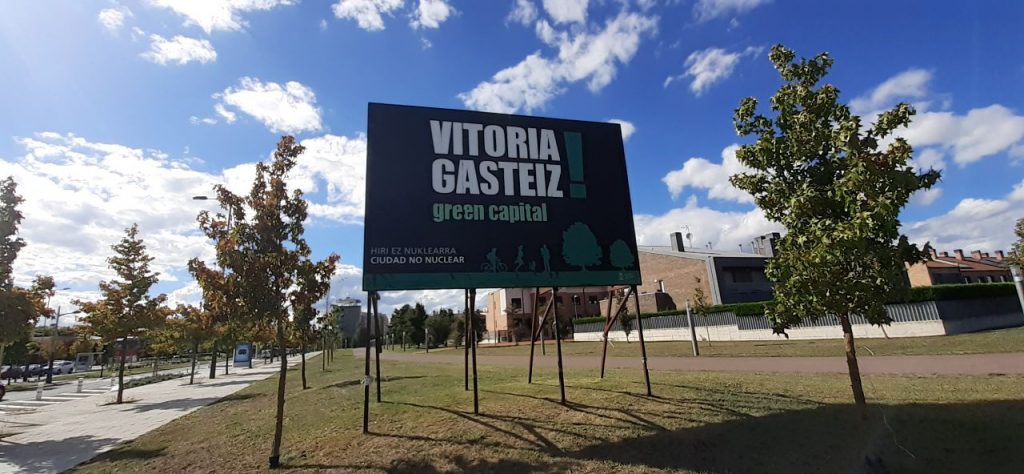 VITORIA
GASTEIZ!
green capital
HIRI EZ NUKLEARRA
CIUDAD NO NUCLEAR